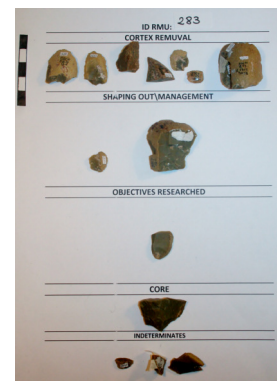 ID RMU: 283
CORTEX REMUVAL
SHAPING OUT\MANAGEMENT
OBJECTIVES RESEARCHED
CORE
INDETERMINATES